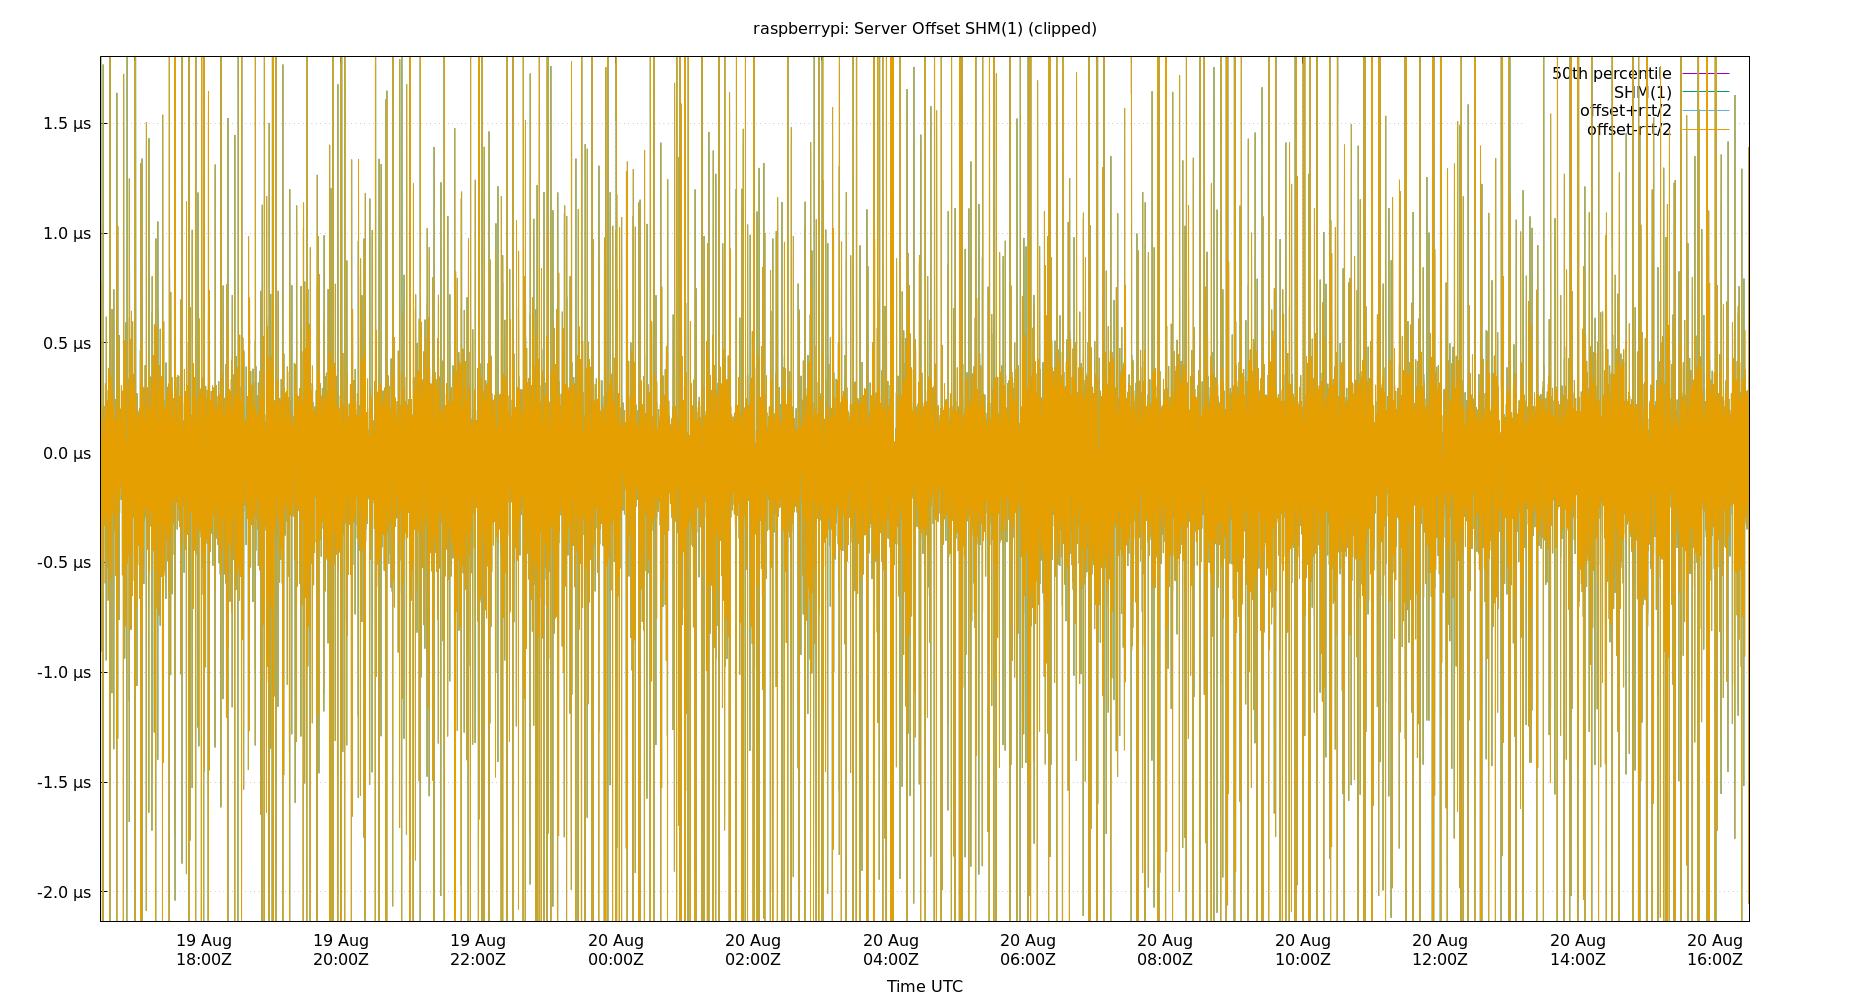 raspberrypi: Server Offset SHM(1) (clipped)
50th percentile
SHM(1)
offset+rtt/2
offset-rtt/2
1.5 µs
1.0 µs
0.5 µs
0.0 µs
-0.5 µs
-1.0 µs
-1.5 µs
-2.0 µs
19 Aug 19 Aug 19 Aug 20 Aug 20 Aug 20 Aug 20 Aug 20 Aug 20 Aug 20 Aug 20 Aug 20 Aug
18:00Z 20:00Z 22:00Z 00:00Z 02:00Z 04:00Z 06:00Z 08:00Z 10:00Z 12:00Z 14:00Z 16:00Z
Time UTC